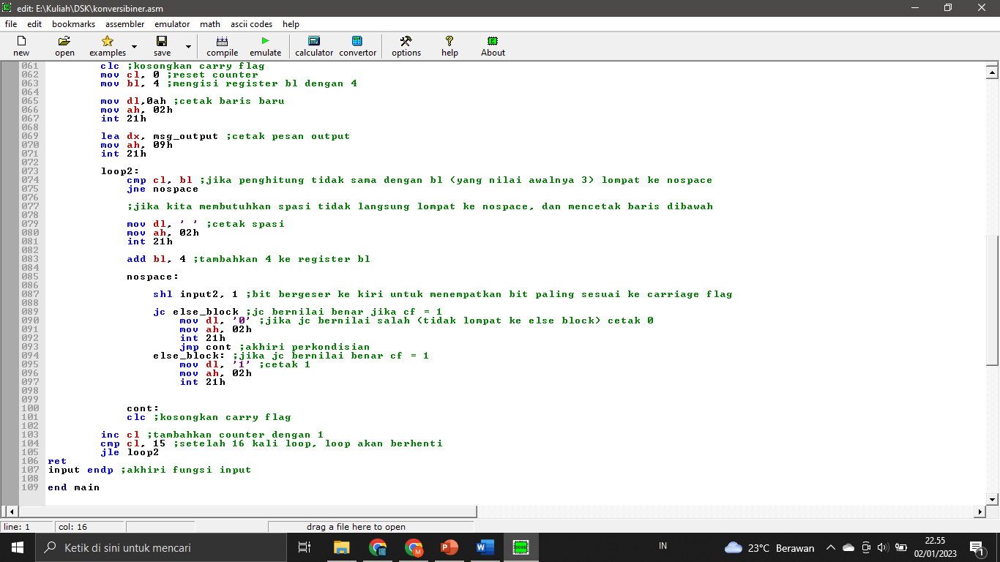 edit: E:\Kuliah\DSK\konversibiner.asm
file edit bookmarks assembler emulator math ascii codes help
new open examples save compile emulate calculator convertor options help About
061 clc ;kosongkan carry flag
062 mov cl, 0 ;reset counter
063 mov bl, 4 ;mengisi register bl dengan 4
064
065 mov dl,0ah ;cetak baris baru
066 mov ah, 02h
067 int 21h
068
069 lea dx, msg_output ;cetak pesan output
070 mov ah, 09h
071 int 21h
072
073 loop2:
074 cmp cl, bl ;jika penghitung tidak sama dengan bl (yang nilai awalnya 3) lompat ke nospace
075 jne nospace
076
077 ;jika kita membutuhkan spasi tidak langsung lompat ke nospace, dan mencetak baris dibawah
078
079 mov dl, ' ' ;cetak spasi
080 mov ah, 02h
081 int 21h
082
083 add bl, 4 ;tambahkan 4 ke register bl
084
085 nospace:
086
087 shl input2, 1 ;bit bergeser ke kiri untuk menempatkan bit paling sesuai ke carriage flag
088
089 jc else_block ;jc bernilai benar jika cf = 1
090 mov dl, '0' ;jika jc bernilai salah (tidak lompat ke else block) cetak 0
091 mov ah, 02h
092 int 21h
093 jmp cont ;akhiri perkondisian
094 else_block: ;jika jc bernilai benar cf = 1
095 mov dl, '1' ;cetak 1
096 mov ah, 02h
097 int 21h
098
099
100 cont:
101 clc ;kosongkan carry flag
102
103 inc cl ;tambahkan counter dengan 1
104 cmp cl, 15 ;setelah 16 kali loop, loop akan berhenti
105 jle loop2
106 ret
107 input endp ;akhiri fungsi input
108
109 end main
line: 1 col: 16 drag a file here to open
Ketik di sini untuk mencari
IN
23°C Berawan
22.55
02/01/2023
1